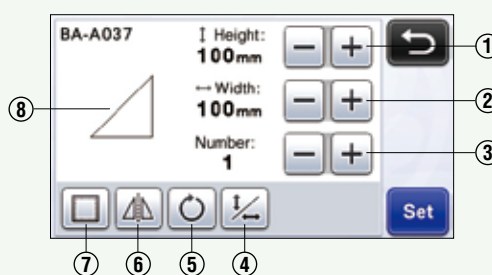 BA-A037
↕ Height:
100mm
↔ Width:
100mm
Number:
1
Set
①
②
③
④
⑤
⑥
⑦
⑧